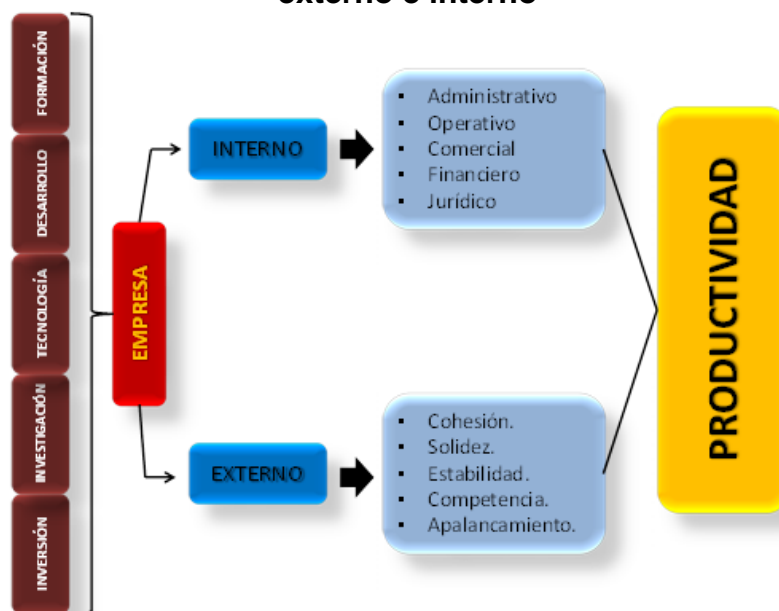 externo e interno
FORMACIÓN
DESARROLLO
TECNOLOGÍA
INVESTIGACIÓN
INVERSIÓN
EMPRESA
INTERNO
▪ Administrativo
▪ Operativo
▪ Comercial
▪ Financiero
▪ Jurídico
EXTERNO
▪ Cohesión.
▪ Solidez.
▪ Estabilidad.
▪ Competencia.
▪ Apalancamiento.
PRODUCTIVIDAD